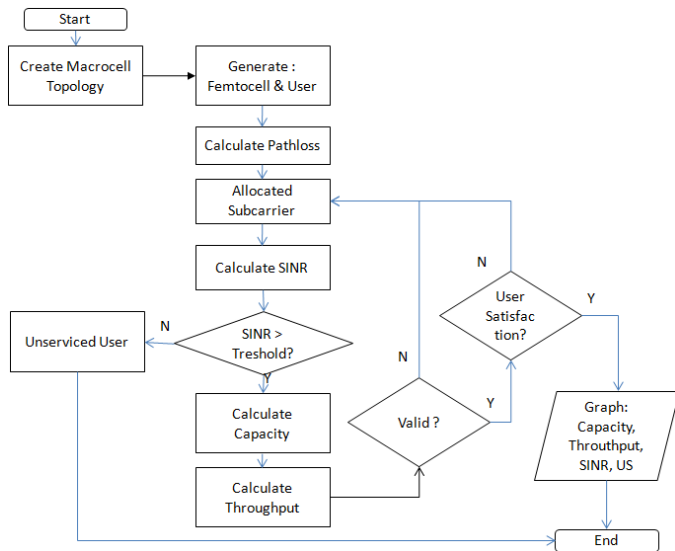 Start
Create Macrocell
Topology
Generate :
Femtocell & User
Calculate Pathloss
Allocated
Subcarrier
Calculate SINR
N
SINR >
Treshold?
Unserviced User
Y
Calculate
Capacity
Calculate
Throughput
N
Valid ?
Y
N
User
Satisfac
tion?
Y
Graph:
Capacity,
Throuthput,
SINR, US
End